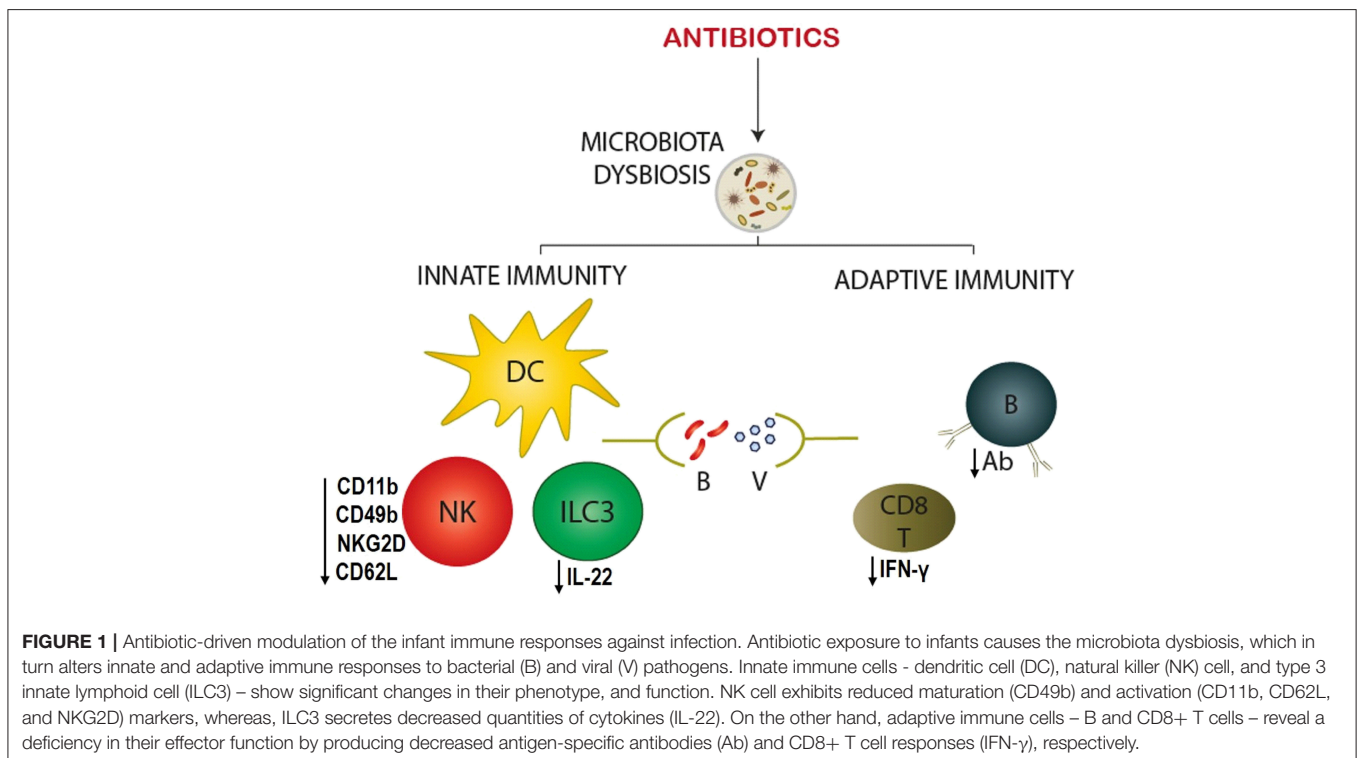 ANTIBIOTICS
MICROBIOTA
DYSBIOSIS
INNATE IMMUNITY
ADAPTIVE IMMUNITY
DC
B
Ab
B
V
CD11b
CD49b
NKG2D
CD62L
NK
ILC3
IL-22
CD8
T
IFN-γ
FIGURE 1 | Antibiotic-driven modulation of the infant immune responses against infection. Antibiotic exposure to infants causes the microbiota dysbiosis, which in
turn alters innate and adaptive immune responses to bacterial (B) and viral (V) pathogens. Innate immune cells - dendritic cell (DC), natural killer (NK) cell, and type 3
innate lymphoid cell (ILC3) – show significant changes in their phenotype, and function. NK cell exhibits reduced maturation (CD49b) and activation (CD11b, CD62L,
and NKG2D) markers, whereas, ILC3 secretes decreased quantities of cytokines (IL-22). On the other hand, adaptive immune cells – B and CD8+ T cells – reveal a
deficiency in their effector function by producing decreased antigen-specific antibodies (Ab) and CD8+ T cell responses (IFN-γ), respectively.